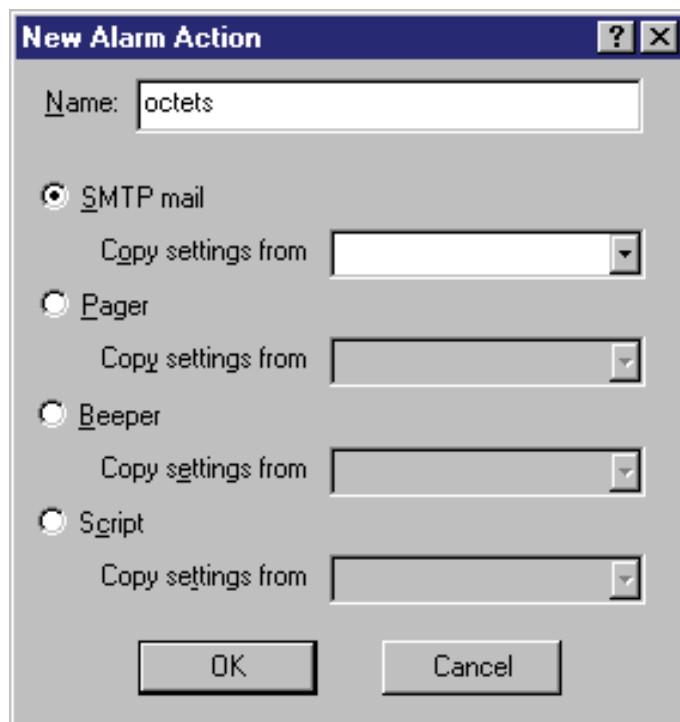 New Alarm Action
Name: octets
SMTP mail
Copy settings from
Pager
Copy settings from
Beeper
Copy settings from
Script
Copy settings from
OK Cancel